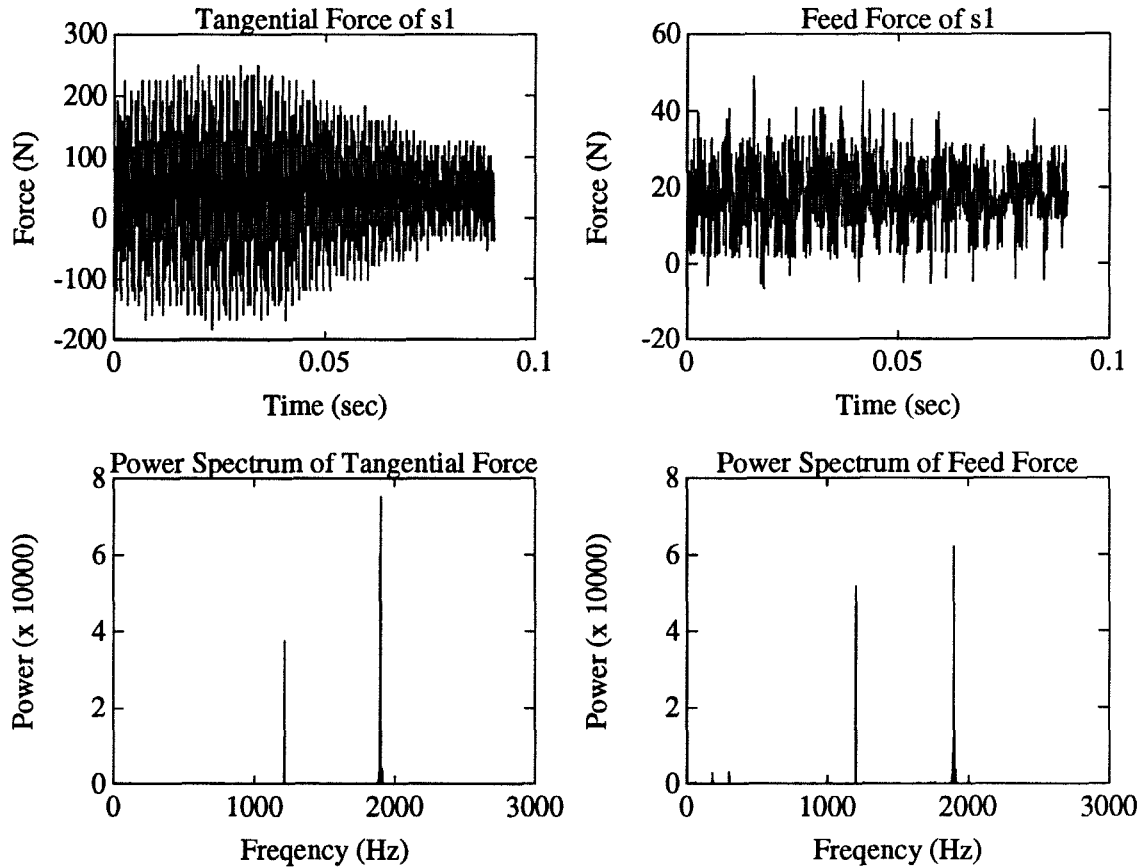 Tangential Force of s1
300
200
100
0
-100
-200
Force (N)
0
0.05
0.1
Time (sec)
Feed Force of s1
60
40
20
0
-20
Force (N)
0
0.05
0.1
Time (sec)
Power Spectrum of Tangential Force
8
6
4
2
0
Power (x 10000)
0
1000
2000
3000
Freqency (Hz)
Power Spectrum of Feed Force
8
6
4
2
0
Power (x 10000)
0
1000
2000
3000
Freqency (Hz)